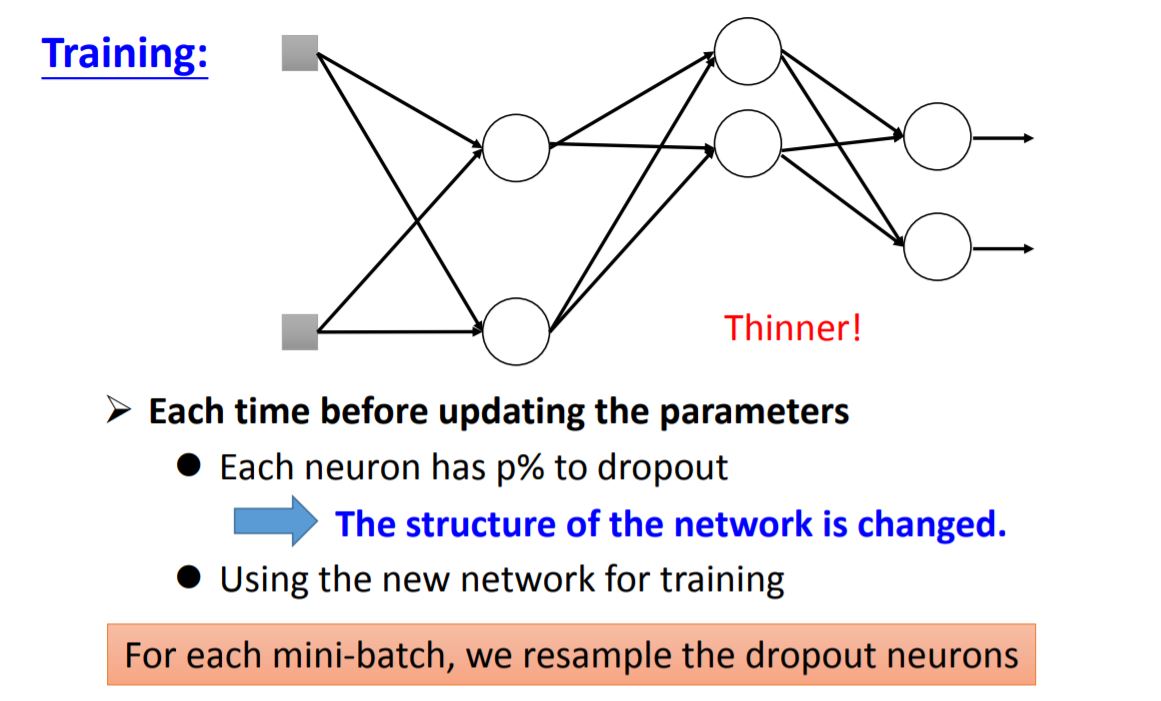 Training:
Thinner!
Each time before updating the parameters
Each neuron has p% to dropout
The structure of the network is changed.
Using the new network for training
For each mini-batch, we resample the dropout neurons